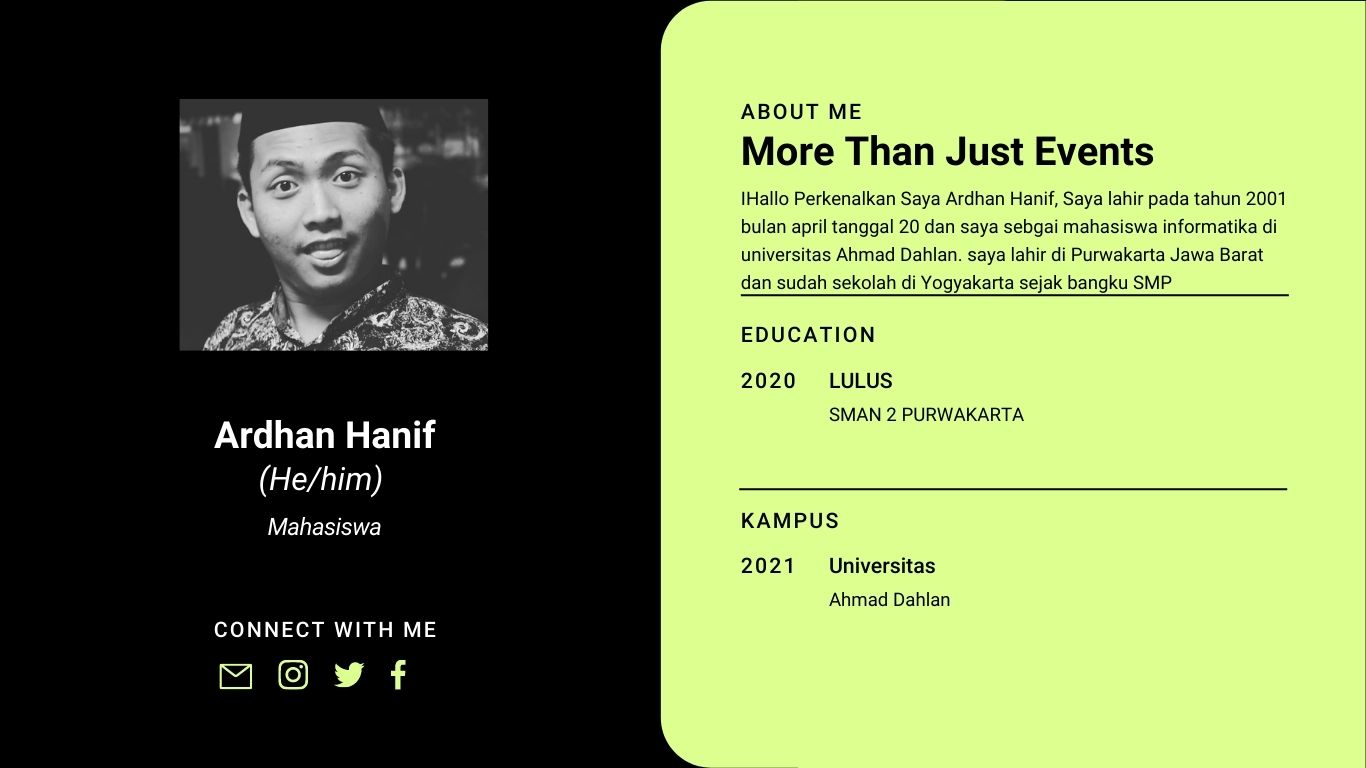 Ardhan Hanif
(He/him)
Mahasiswa
CONNECT WITH ME
ABOUT ME
More Than Just Events
IHallo Perkenalkan Saya Ardhan Hanif, Saya lahir pada tahun 2001
bulan april tanggal 20 dan saya sebgai mahasiswa informatika di
universitas Ahmad Dahlan. saya lahir di Purwakarta Jawa Barat
dan sudah sekolah di Yogyakarta sejak bangku SMP
EDUCATION
2020 LULUS
SMAN 2 PURWAKARTA
KAMPUS
2021 Universitas
Ahmad Dahlan